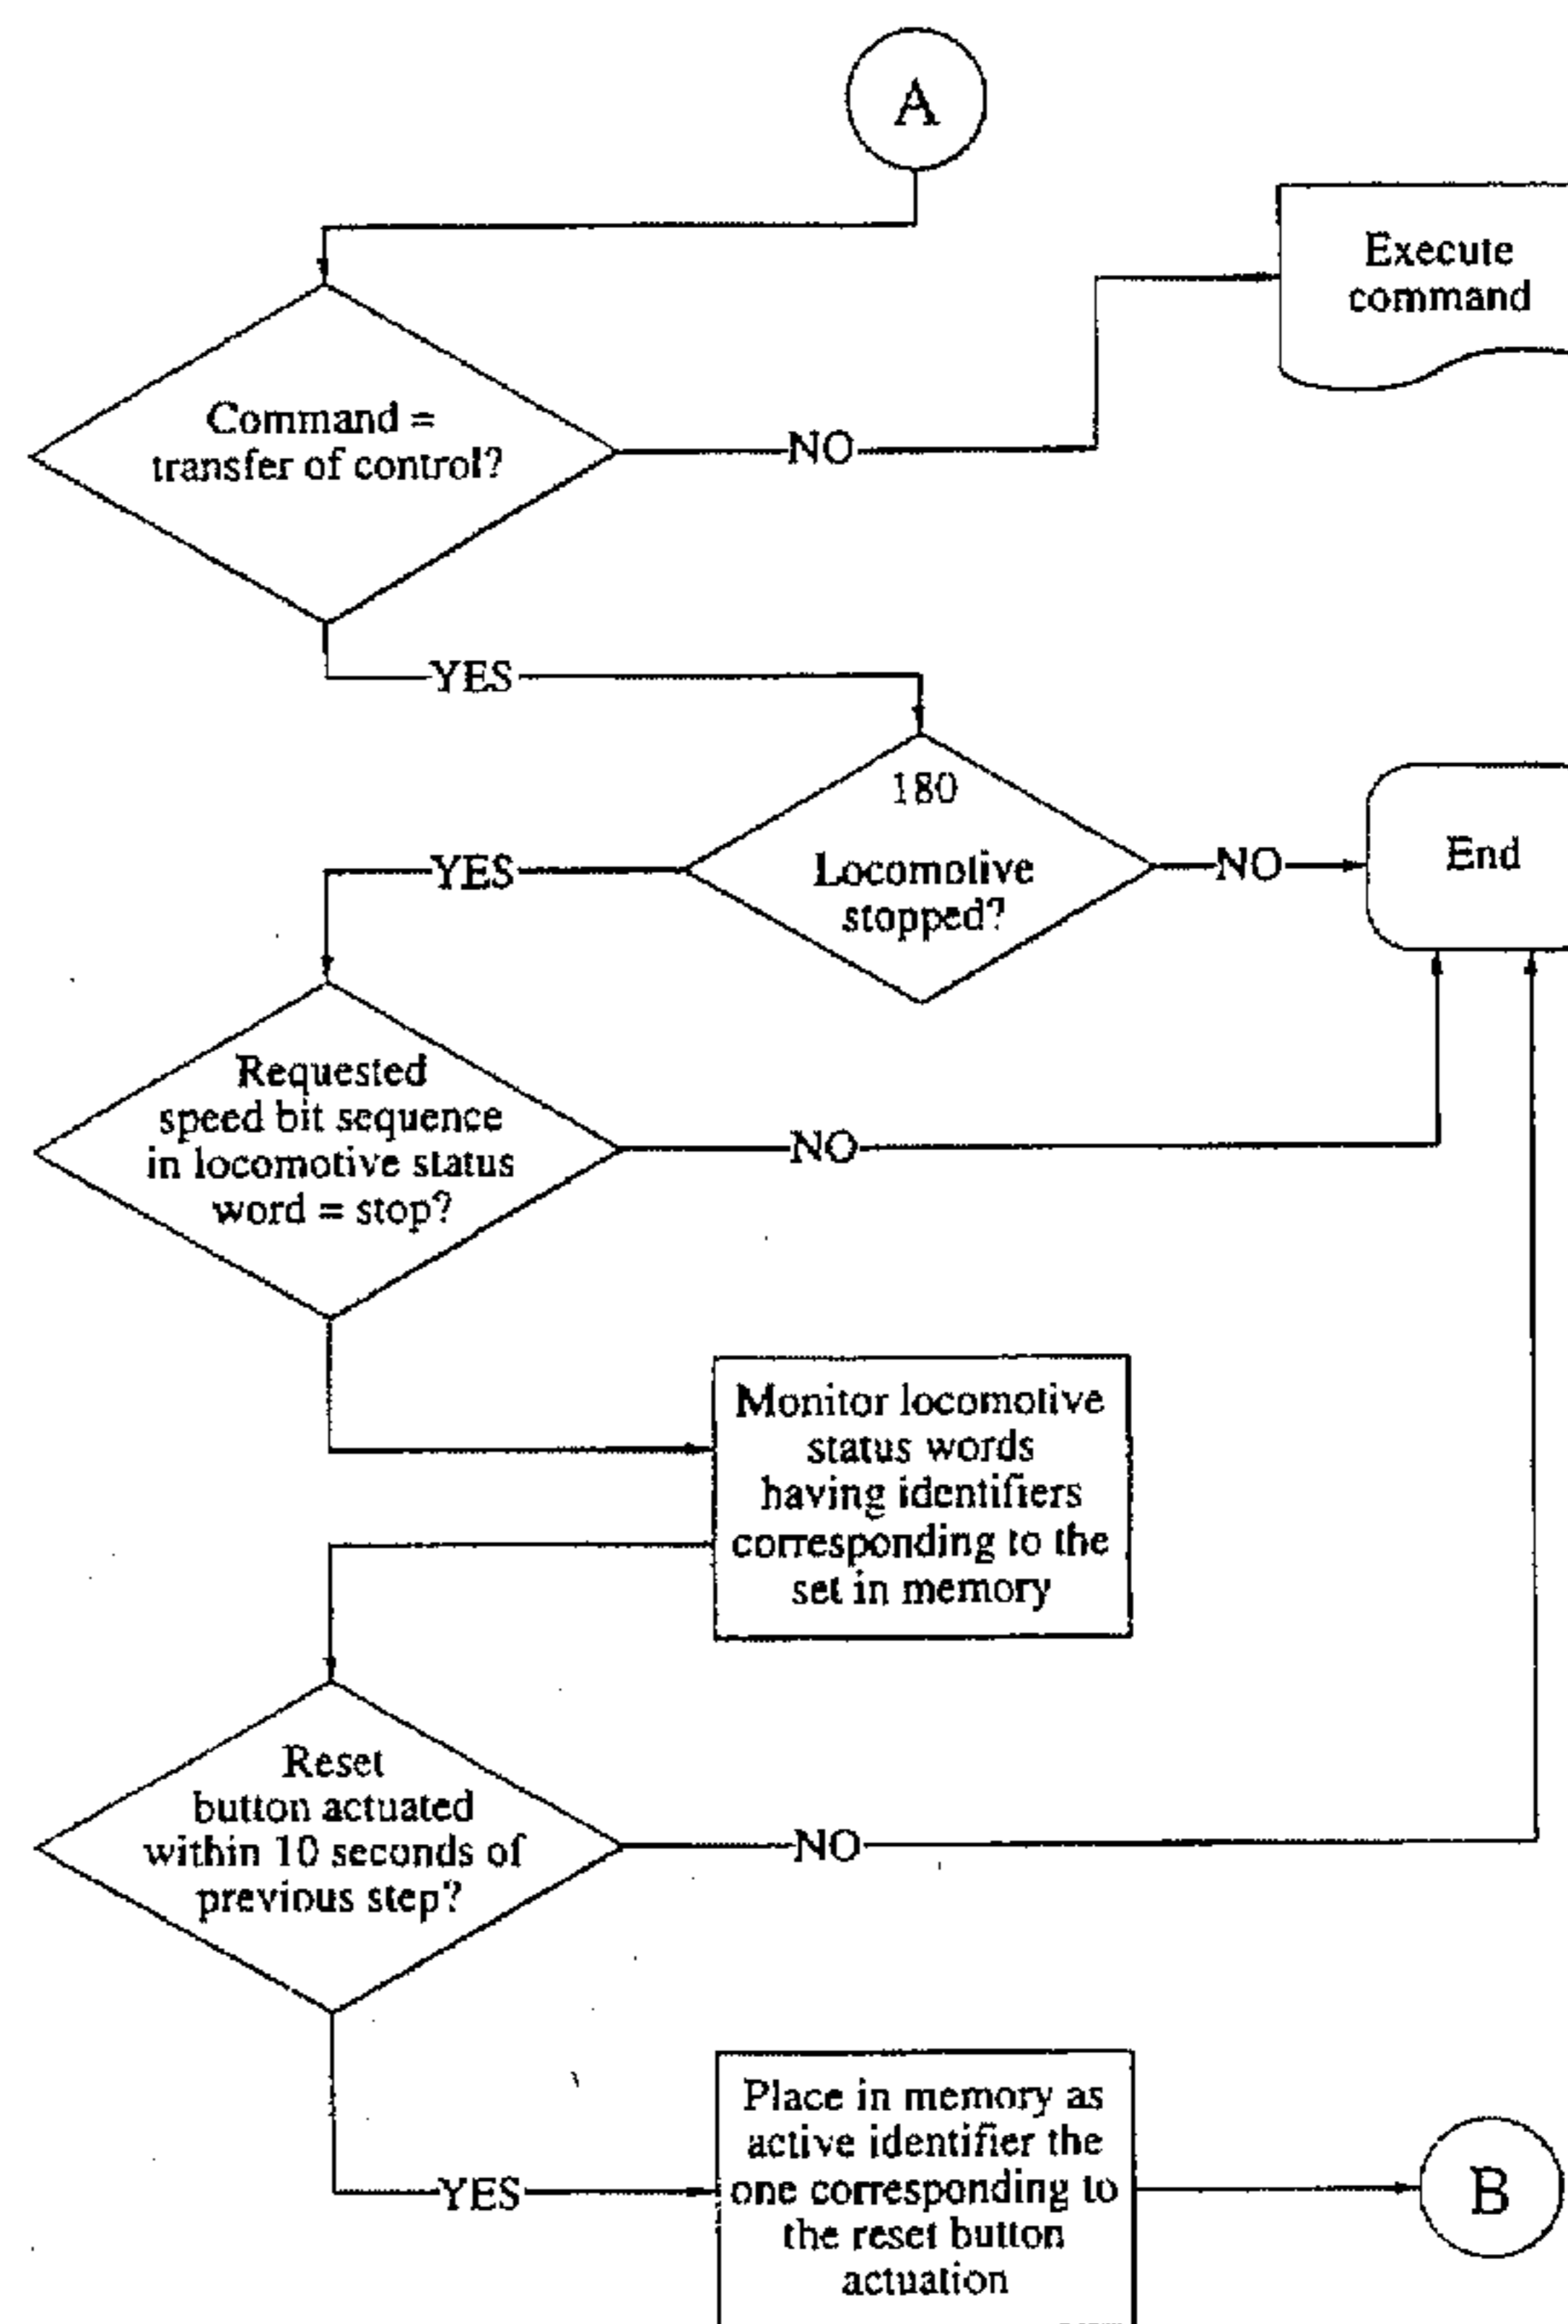 A
Execute
command
Command =
transfer of control?
NO
YES
180
Locomotive
stopped?
YES
NO
End
Requested
speed bit sequence
in locomotive status
word = stop?
NO
Monitor locomotive
status words
having identifiers
corresponding to the
set in memory
Reset
button actuated
within 10 seconds of
previous step?
NO
YES
Place in memory as
active identifier the
one corresponding to
the reset button
actuation
B